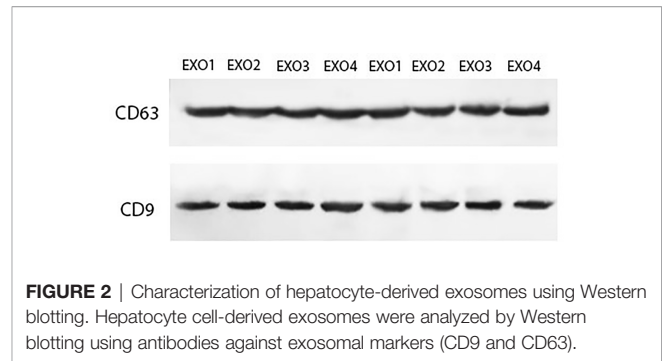 EXO1 EXO2 EXO3 EXO4 EXO1 EXO2 EXO3 EXO4
CD63
CD9
FIGURE 2 | Characterization of hepatocyte-derived exosomes using Western
blotting. Hepatocyte cell-derived exosomes were analyzed by Western
blotting using antibodies against exosomal markers (CD9 and CD63).